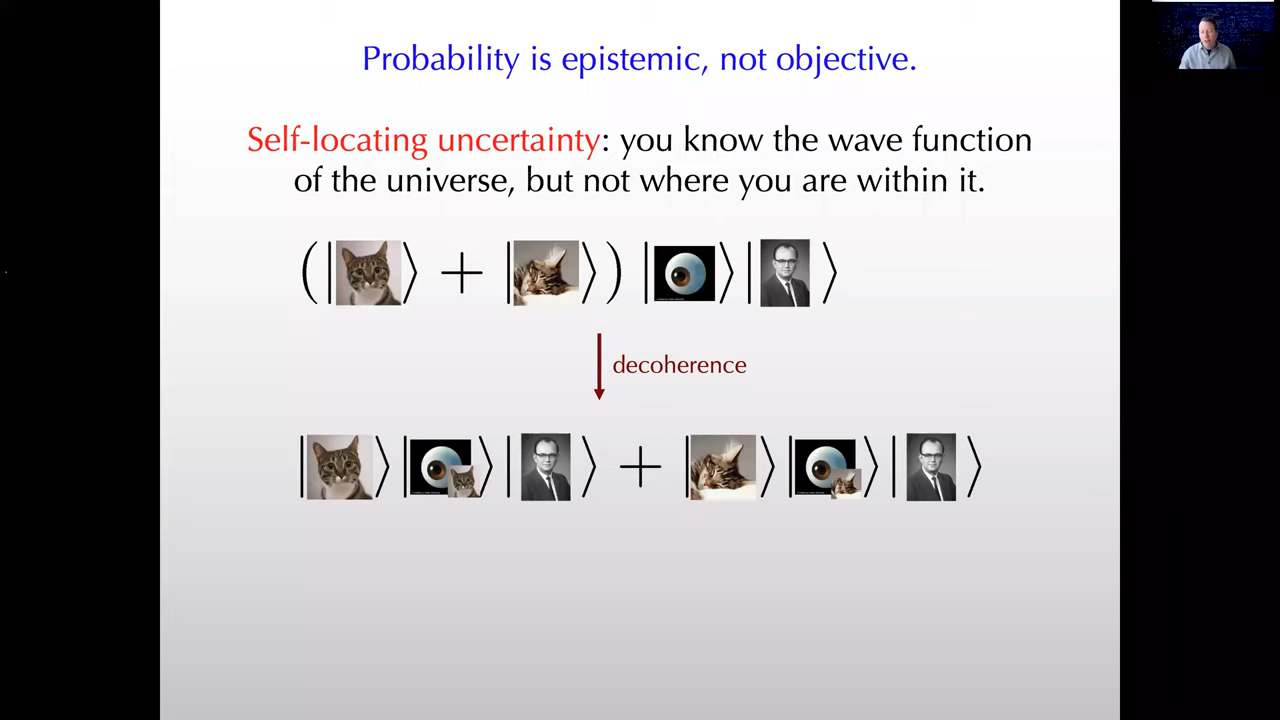 Probability is epistemic, not objective.
Self-locating uncertainty: you know the wave function
of the universe, but not where you are within it.
(| ⟩ + | ⟩) | ⟩| ⟩
decoherence
| ⟩| ⟩| ⟩ + | ⟩| ⟩| ⟩